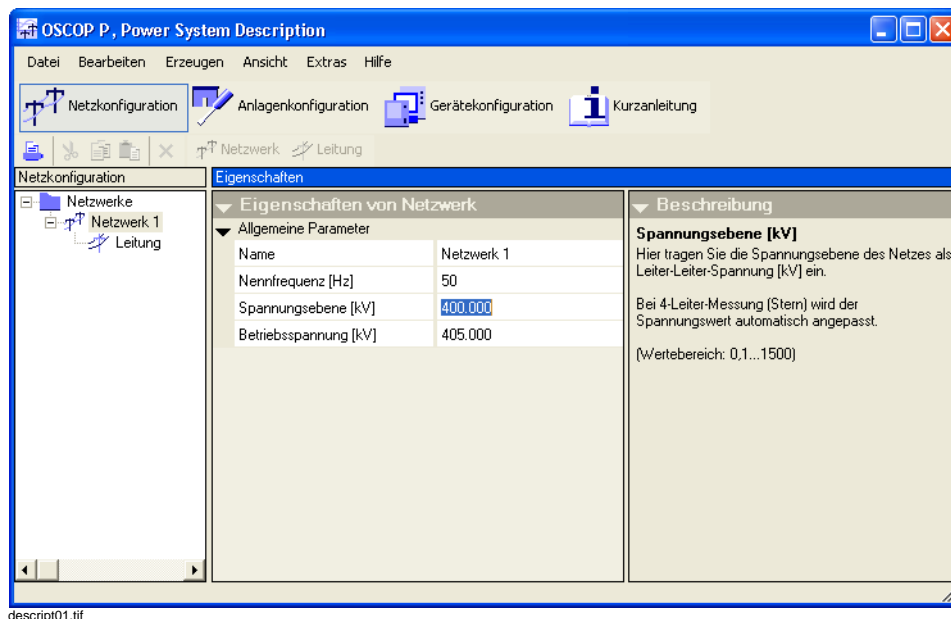 OSCOP P, Power System Description
Datei Bearbeiten Erzeugen Ansicht Extras Hilfe
Netzkonfiguration Anlagenkonfiguration Gerätekonfiguration Kurzanleitung
Netzwerk Leitung
Netzkonfiguration
Netzwerke
Netzwerk 1
Leitung
Eigenschaften
Eigenschaften von Netzwerk
Allgemeine Parameter
Name Netzwerk 1
Nennfrequenz [Hz] 50
Spannungsebene [kV] 400.000
Betriebsspannung [kV] 405.000
Beschreibung
Spannungsebene [kV]
Hier tragen Sie die Spannungsebene des Netzes als
Leiter-Leiter-Spannung [kV] ein.
Bei 4-Leiter-Messung (Stern) wird der
Spannungswert automatisch angepasst.
(Wertebereich: 0,1...1500)
descript01.tif